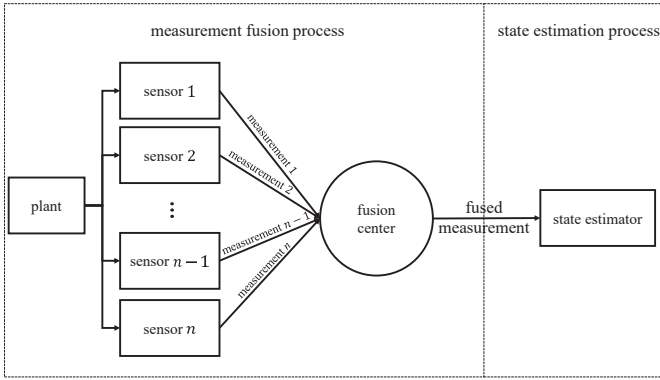 measurement fusion process
state estimation process
sensor 1
measurement 1
sensor 2
measurement 2
plant
...
fusion
center
fused
measurement
state estimator
sensor n−1
measurement n−1
sensor n
measurement n